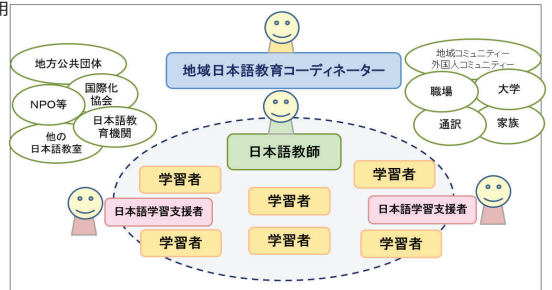 用
地方公共団体
国際化
協会
NPO等
日本語教
育機関
他の
日本語教室
地域日本語教育コーディネーター
地域コミュニティー
外国人コミュニティー
職場
大学
通訳
家族
日本語教師
学習者
学習者
学習者
日本語学習支援者
日本語学習支援者
学習者
学習者
学習者